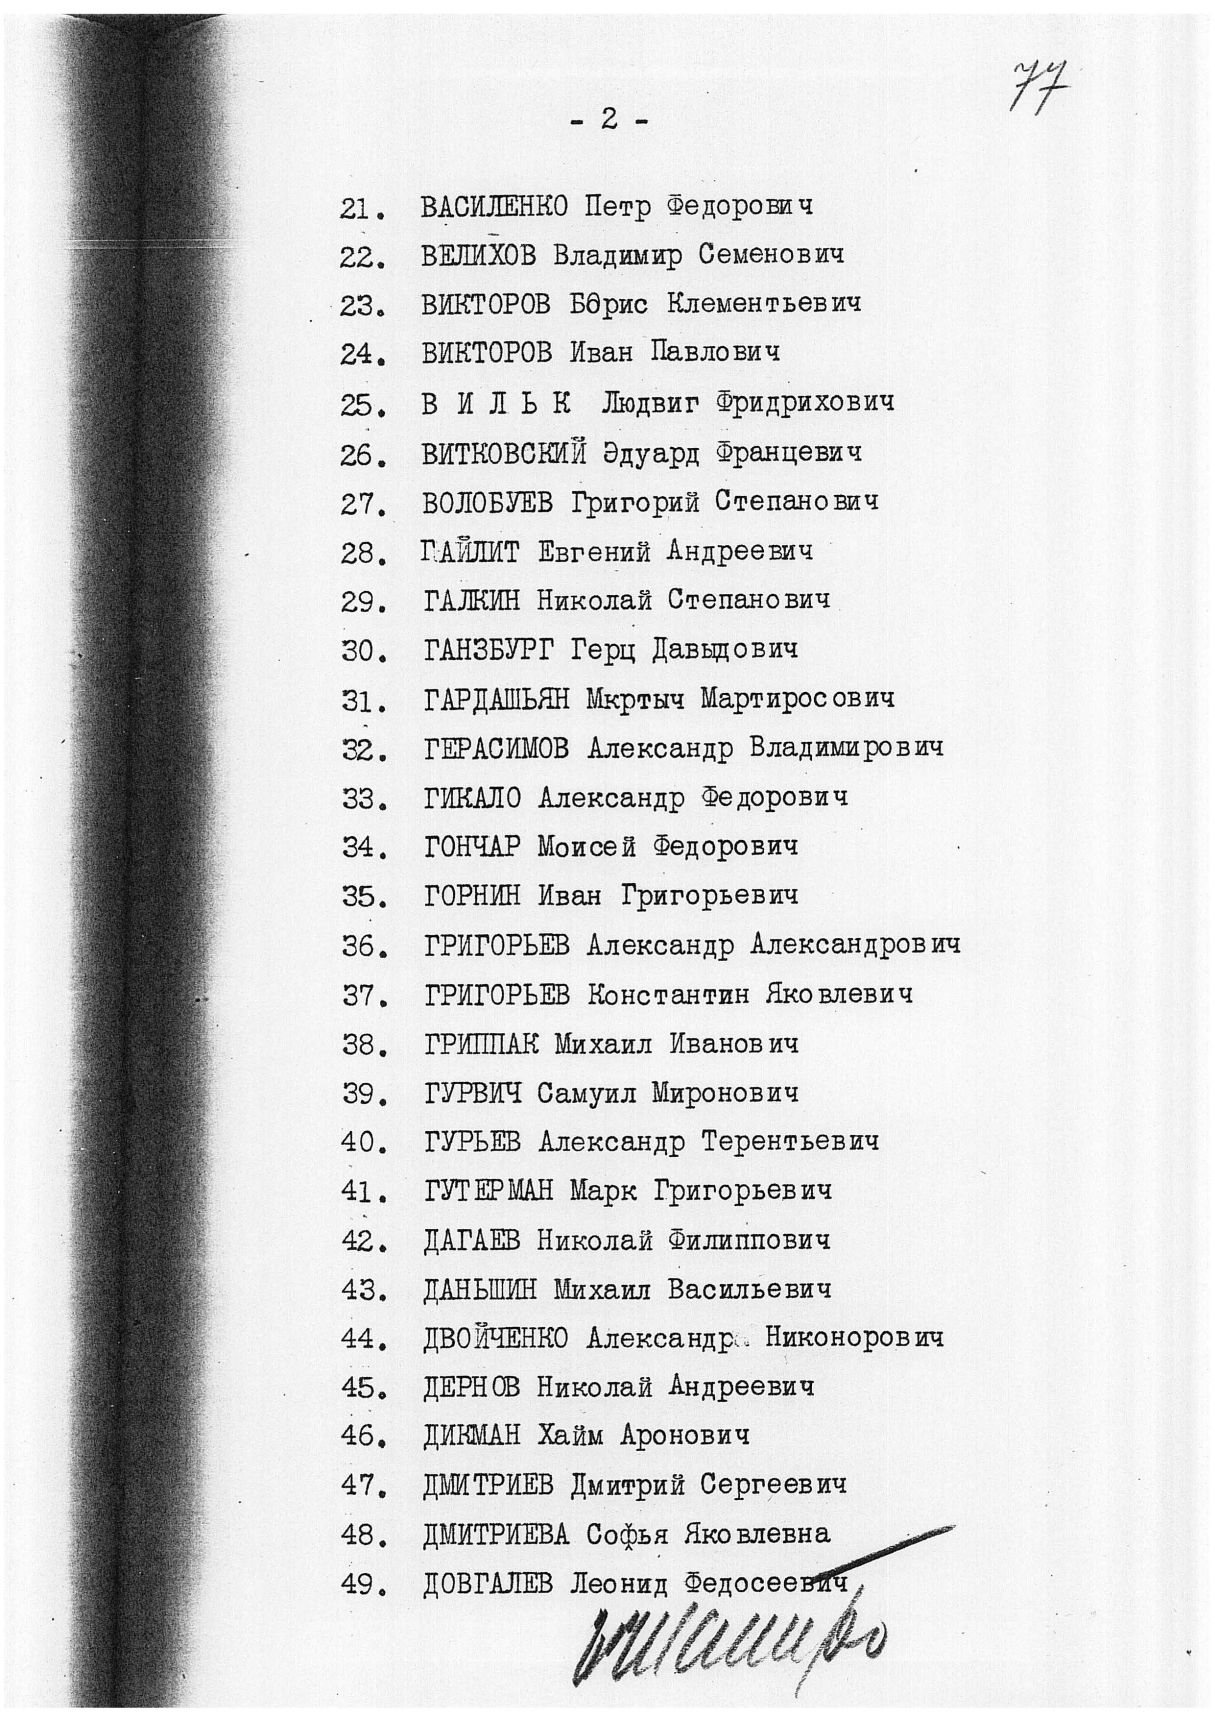 77
- 2 -
21. ВАСИЛЕНКО Петр Федорович
22. ВЕЛИХОВ Владимир Семенович
23. ВИКТОРОВ Борис Клементьевич
24. ВИКТОРОВ Иван Павлович
25. В И Л Ь К Людвиг Фридрихович
26. ВИТКОВСКИЙ Эдуард Францевич
27. ВОЛОБУЕВ Григорий Степанович
28. ГАЙЛИТ Евгений Андреевич
29. ГАЛКИН Николай Степанович
30. ГАНЗБУРГ Герц Давыдович
31. ГАРДАШЬЯН Мкртыч Мартиросович
32. ГЕРАСИМОВ Александр Владимирович
33. ГИКАЛО Александр Федорович
34. ГОНЧАР Моисей Федорович
35. ГОРНИН Иван Григорьевич
36. ГРИГОРЬЕВ Александр Александрович
37. ГРИГОРЬЕВ Константин Яковлевич
38. ГРИППАК Михаил Иванович
39. ГУРВИЧ Самуил Миронович
40. ГУРЬЕВ Александр Терентьевич
41. ГУТЕРМАН Марк Григорьевич
42. ДАГАЕВ Николай Филиппович
43. ДАНЬШИН Михаил Васильевич
44. ДВОЙЧЕНКО Александр Никонорович
45. ДЕРНОВ Николай Андреевич
46. ДИКМАН Хайм Аронович
47. ДМИТРИЕВ Дмитрий Сергеевич
48. ДМИТРИЕВА Софья Яковлевна
49. ДОВГАЛЕВ Леонид Федосеевич